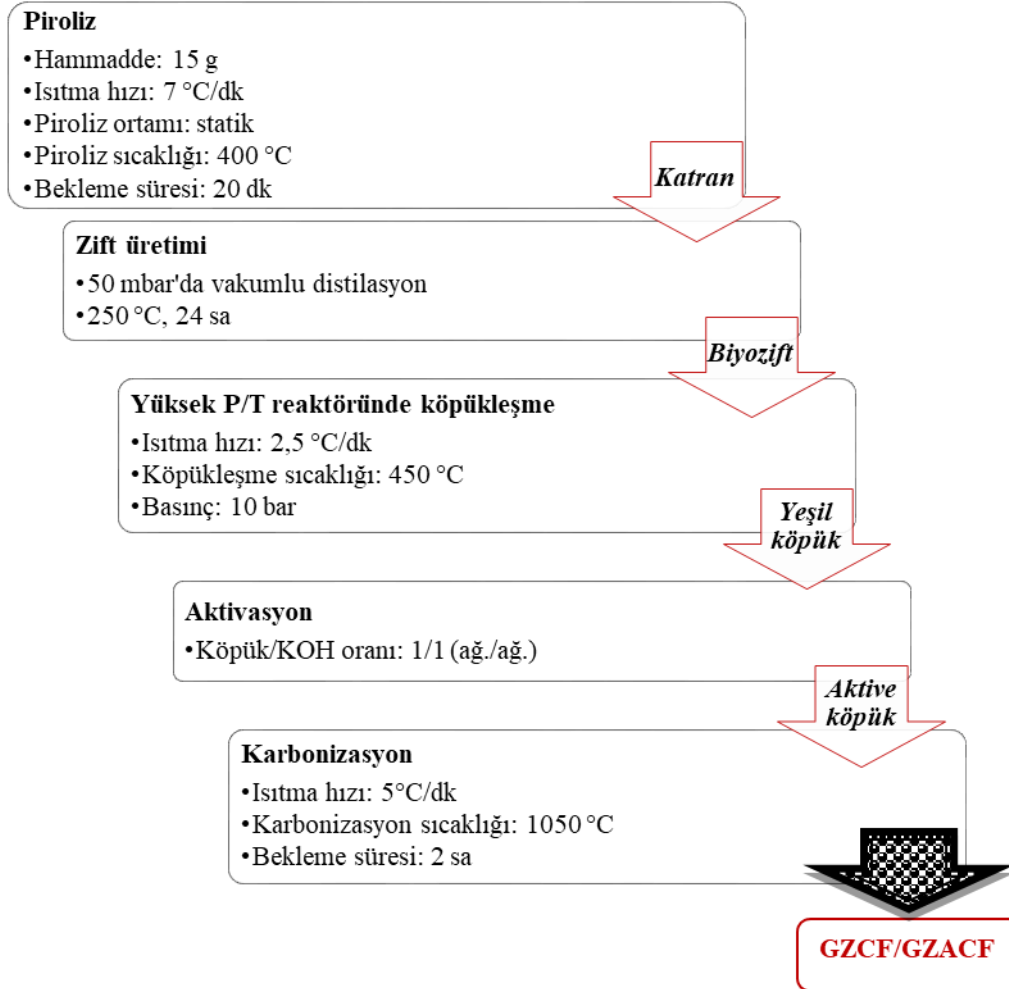 Piroliz
•Hammadde: 15 g
•Isıtma hızı: 7 °C/dk
•Piroliz ortamı: statik
•Piroliz sıcaklığı: 400 °C
•Bekleme süresi: 20 dk
Katran
Zift üretimi
•50 mbar'da vakumlu distilasyon
•250 °C, 24 sa
Biyozift
Yüksek P/T reaktöründe köpükleşme
•Isıtma hızı: 2,5 °C/dk
•Köpükleşme sıcaklığı: 450 °C
•Basınç: 10 bar
Yeşil
köpük
Aktivasyon
•Köpük/KOH oranı: 1/1 (ağ./ağ.)
Aktive
köpük
Karbonizasyon
•Isıtma hızı: 5°C/dk
•Karbonizasyon sıcaklığı: 1050 °C
•Bekleme süresi: 2 sa
GZCF/GZACF